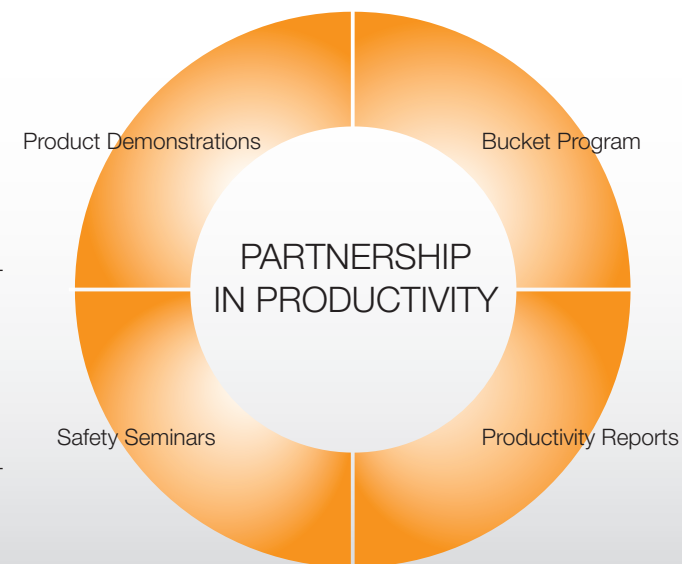 Product Demonstrations
Bucket Program
PARTNERSHIP
IN PRODUCTIVITY
Safety Seminars
Productivity Reports